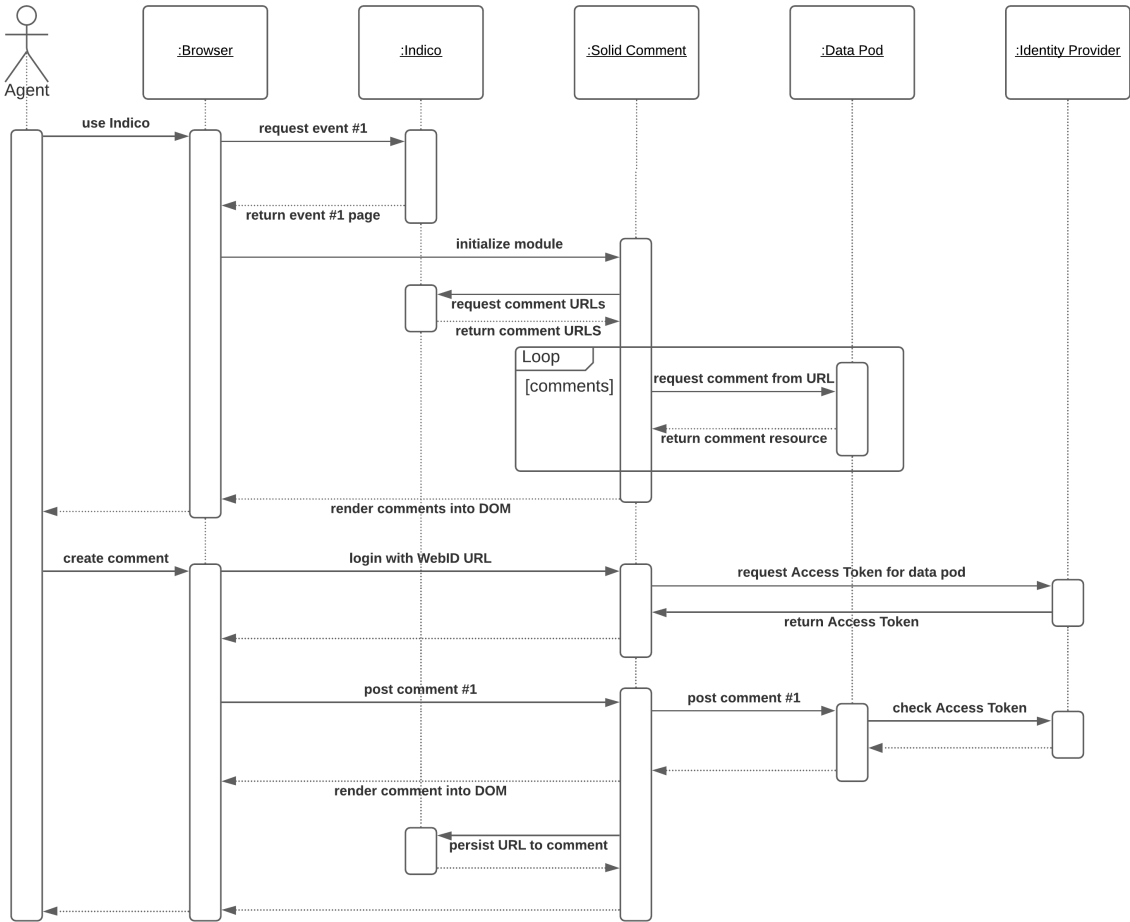 :Browser
:Indico
:Solid Comment
:Data Pod
:Identity Provider
Agent
use Indico
request event #1
return event #1 page
initialize module
request comment URLs
return comment URLS
Loop
[comments]
request comment from URL
return comment resource
render comments into DOM
create comment
login with WebID URL
request Access Token for data pod
return Access Token
post comment #1
post comment #1
check Access Token
render comment into DOM
persist URL to comment